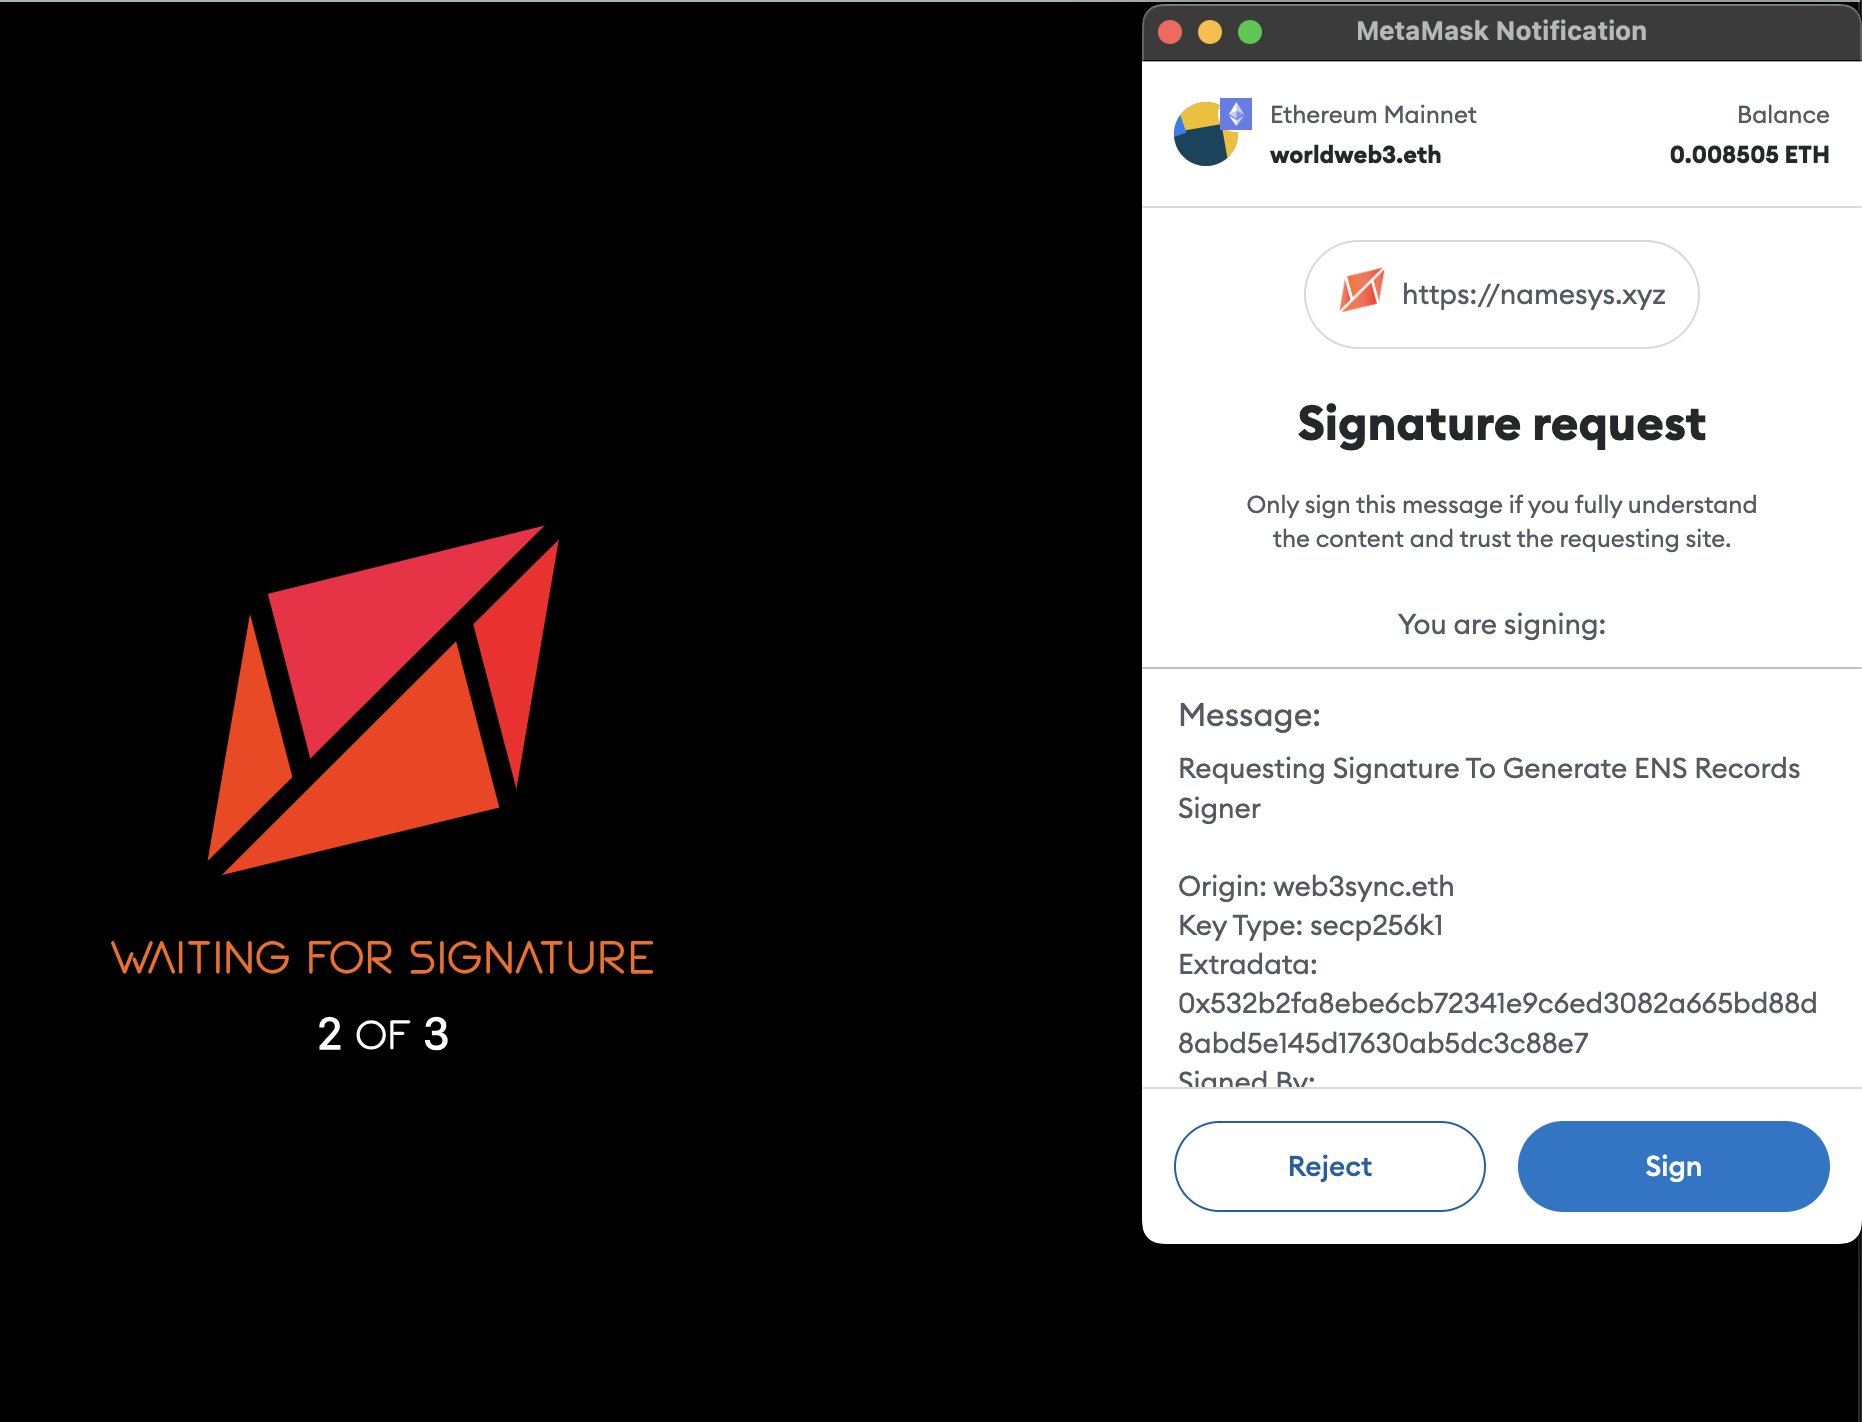 WAITING FOR SIGNATURE
2 OF 3
MetaMask Notification
Ethereum Mainnet
Balance
worldweb3.eth
0.008505 ETH
https://namesys.xyz
Signature request
Only sign this message if you fully understand
the content and trust the requesting site.
You are signing:
Message:
Requesting Signature To Generate ENS Records
Signer
Origin: web3sync.eth
Key Type: secp256k1
Extradata:
0x532b2fa8ebe6cb72341e9c6ed3082a665bd88d
8abd5e145d17630ab5dc3c88e7
Signed By:
Reject
Sign